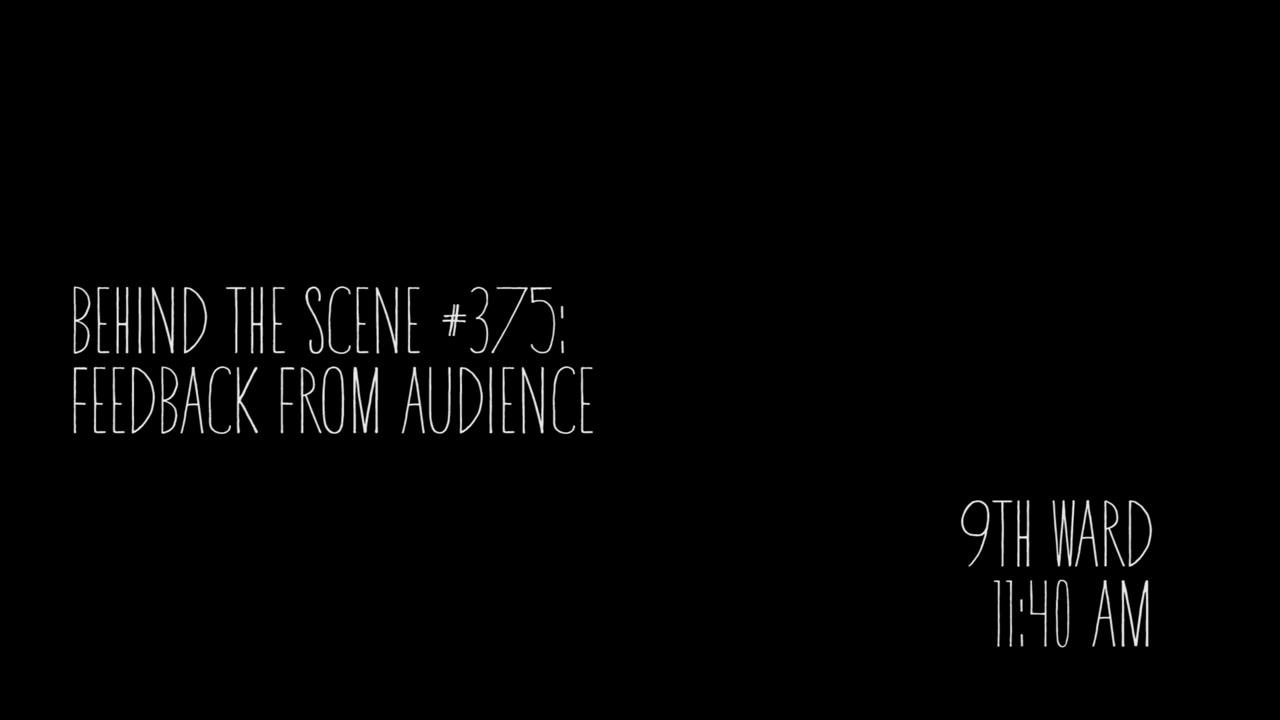 BEHIND THE SCENE #375:
FEEDBACK FROM AUDIENCE
9TH WARD
11:40 AM